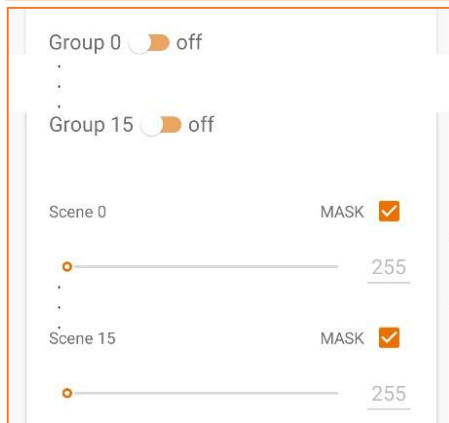 Group 0 off
.
.
.
Group 15 off
Scene 0 MASK
255
.
.
.
Scene 15 MASK
255